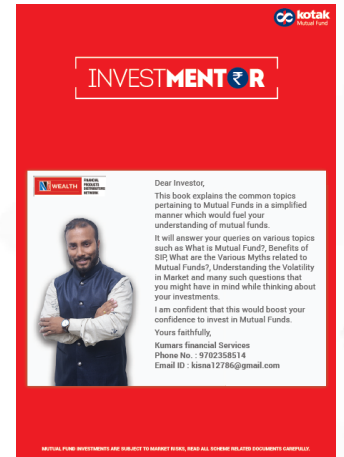 kotak
Mutual Fund
INVESTMENT₹R
WEALTH
FINANCIAL
PRODUCTS
DISTRIBUTORS
NETWORK
Dear Investor,
This book explains the common topics
pertaining to Mutual Funds in a simplified
manner which would fuel your
understanding of mutual funds.
It will answer your queries on various topics
such as What is Mutual Fund?, Benefits of
SIP, What are the Various Myths related to
Mutual Funds?, Understanding the Volatility
in Market and many such questions that
you might have in mind while thinking about
your investments.
I am confident that this would boost your
confidence to invest in Mutual Funds.
Yours faithfully,
Kumars financial Services
Phone No. : 9702358514
Email ID : kisna12786@gmail.com
MUTUAL FUND INVESTMENTS ARE SUBJECT TO MARKET RISKS, READ ALL SCHEME RELATED DOCUMENTS CAREFULLY.